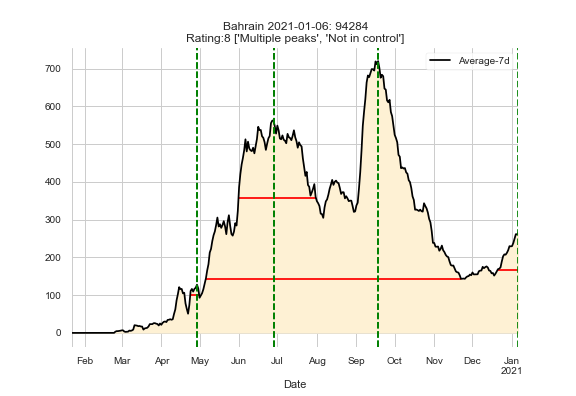 Bahrain 2021-01-06: 94284
Rating:8 ['Multiple peaks', 'Not in control']
Average-7d
700
600
500
400
300
200
100
0
Feb Mar Apr May Jun Jul Aug Sep Oct Nov Dec Jan
2021
Date